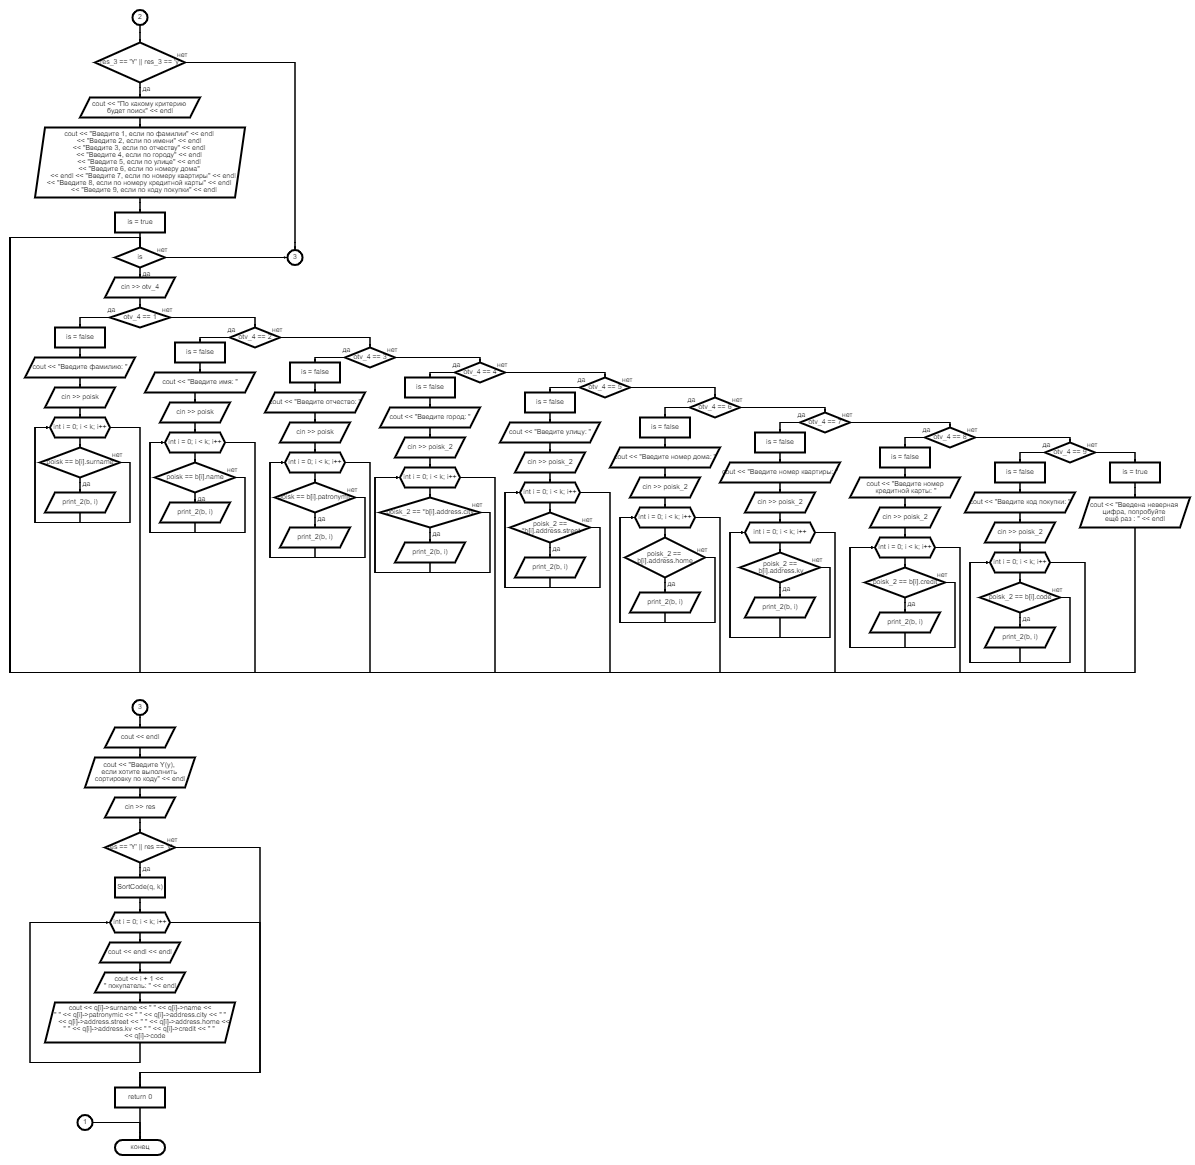 2
res_3 == 'Y' || res_3 == 'y'
нет
да
cout << "По какому критерию
будет поиск" << endl
cout << "Введите 1, если по фамилии" << endl
<< "Введите 2, если по имени" << endl
<< "Введите 3, если по отчеству" << endl
<< "Введите 4, если по городу" << endl
<< "Введите 5, если по улице" << endl
<< "Введите 6, если по номеру дома"
<< endl << "Введите 7, если по номеру квартиры" << endl
<< "Введите 8, если по номеру кредитной карты" << endl
<< "Введите 9, если по коду покупки" << endl
is = true
is
нет
да
3
cin >> otv_4
да
otv_4 == 1
нет
is = false
cout << "Введите фамилию: "
cin >> poisk
int i = 0; i < k; i++
poisk == b[i].surname
нет
да
print_2(b, i)
да
otv_4 == 2
нет
is = false
cout << "Введите имя: "
cin >> poisk
int i = 0; i < k; i++
poisk == b[i].name
нет
да
print_2(b, i)
да
otv_4 == 3
нет
is = false
cout << "Введите отчество: "
cin >> poisk
int i = 0; i < k; i++
poisk == b[i].patronymic
нет
да
print_2(b, i)
да
otv_4 == 4
нет
is = false
cout << "Введите город: "
cin >> poisk_2
int i = 0; i < k; i++
poisk_2 == "b[i].address.city
нет
да
print_2(b, i)
да
otv_4 == 5
нет
is = false
cout << "Введите улицу: "
cin >> poisk_2
int i = 0; i < k; i++
poisk_2 ==
"b[i].address.street
нет
да
print_2(b, i)
да
otv_4 == 6
нет
is = false
cout << "Введите номер дома: "
cin >> poisk_2
int i = 0; i < k; i++
poisk_2 ==
b[i].address.home
нет
да
print_2(b, i)
да
otv_4 == 7
нет
is = false
cout << "Введите номер квартиры: "
cin >> poisk_2
int i = 0; i < k; i++
poisk_2 ==
b[i].address.kv
нет
да
print_2(b, i)
да
otv_4 == 8
нет
is = false
cout << "Введите номер
кредитной карты: "
cin >> poisk_2
int i = 0; i < k; i++
poisk_2 == b[i].credit
нет
да
print_2(b, i)
да
otv_4 == 9
нет
is = false
cout << "Введите код покупки: "
cin >> poisk_2
int i = 0; i < k; i++
poisk_2 == b[i].code
нет
да
print_2(b, i)
is = true
cout << "Введена неверная
цифра, попробуйте
ещё раз : " << endl
3
cout << endl
cout << "Введите Y(y),
если хотите выполнить
сортировку по коду" << endl
cin >> res
res == 'Y' || res == 'y'
нет
да
SortCode(q, k)
int i = 0; i < k; i++
cout << endl << endl
cout << i + 1 <<
" покупатель: " << endl
cout << q[i]->surname << " " << q[i]->name <<
" " << q[i]->patronymic << " " << q[i]->address.city << " "
<< q[i]->address.street << " " << q[i]->address.home <<
" " << q[i]->address.kv << " " << q[i]->credit << " "
<< q[i]->code
return 0
1
конец